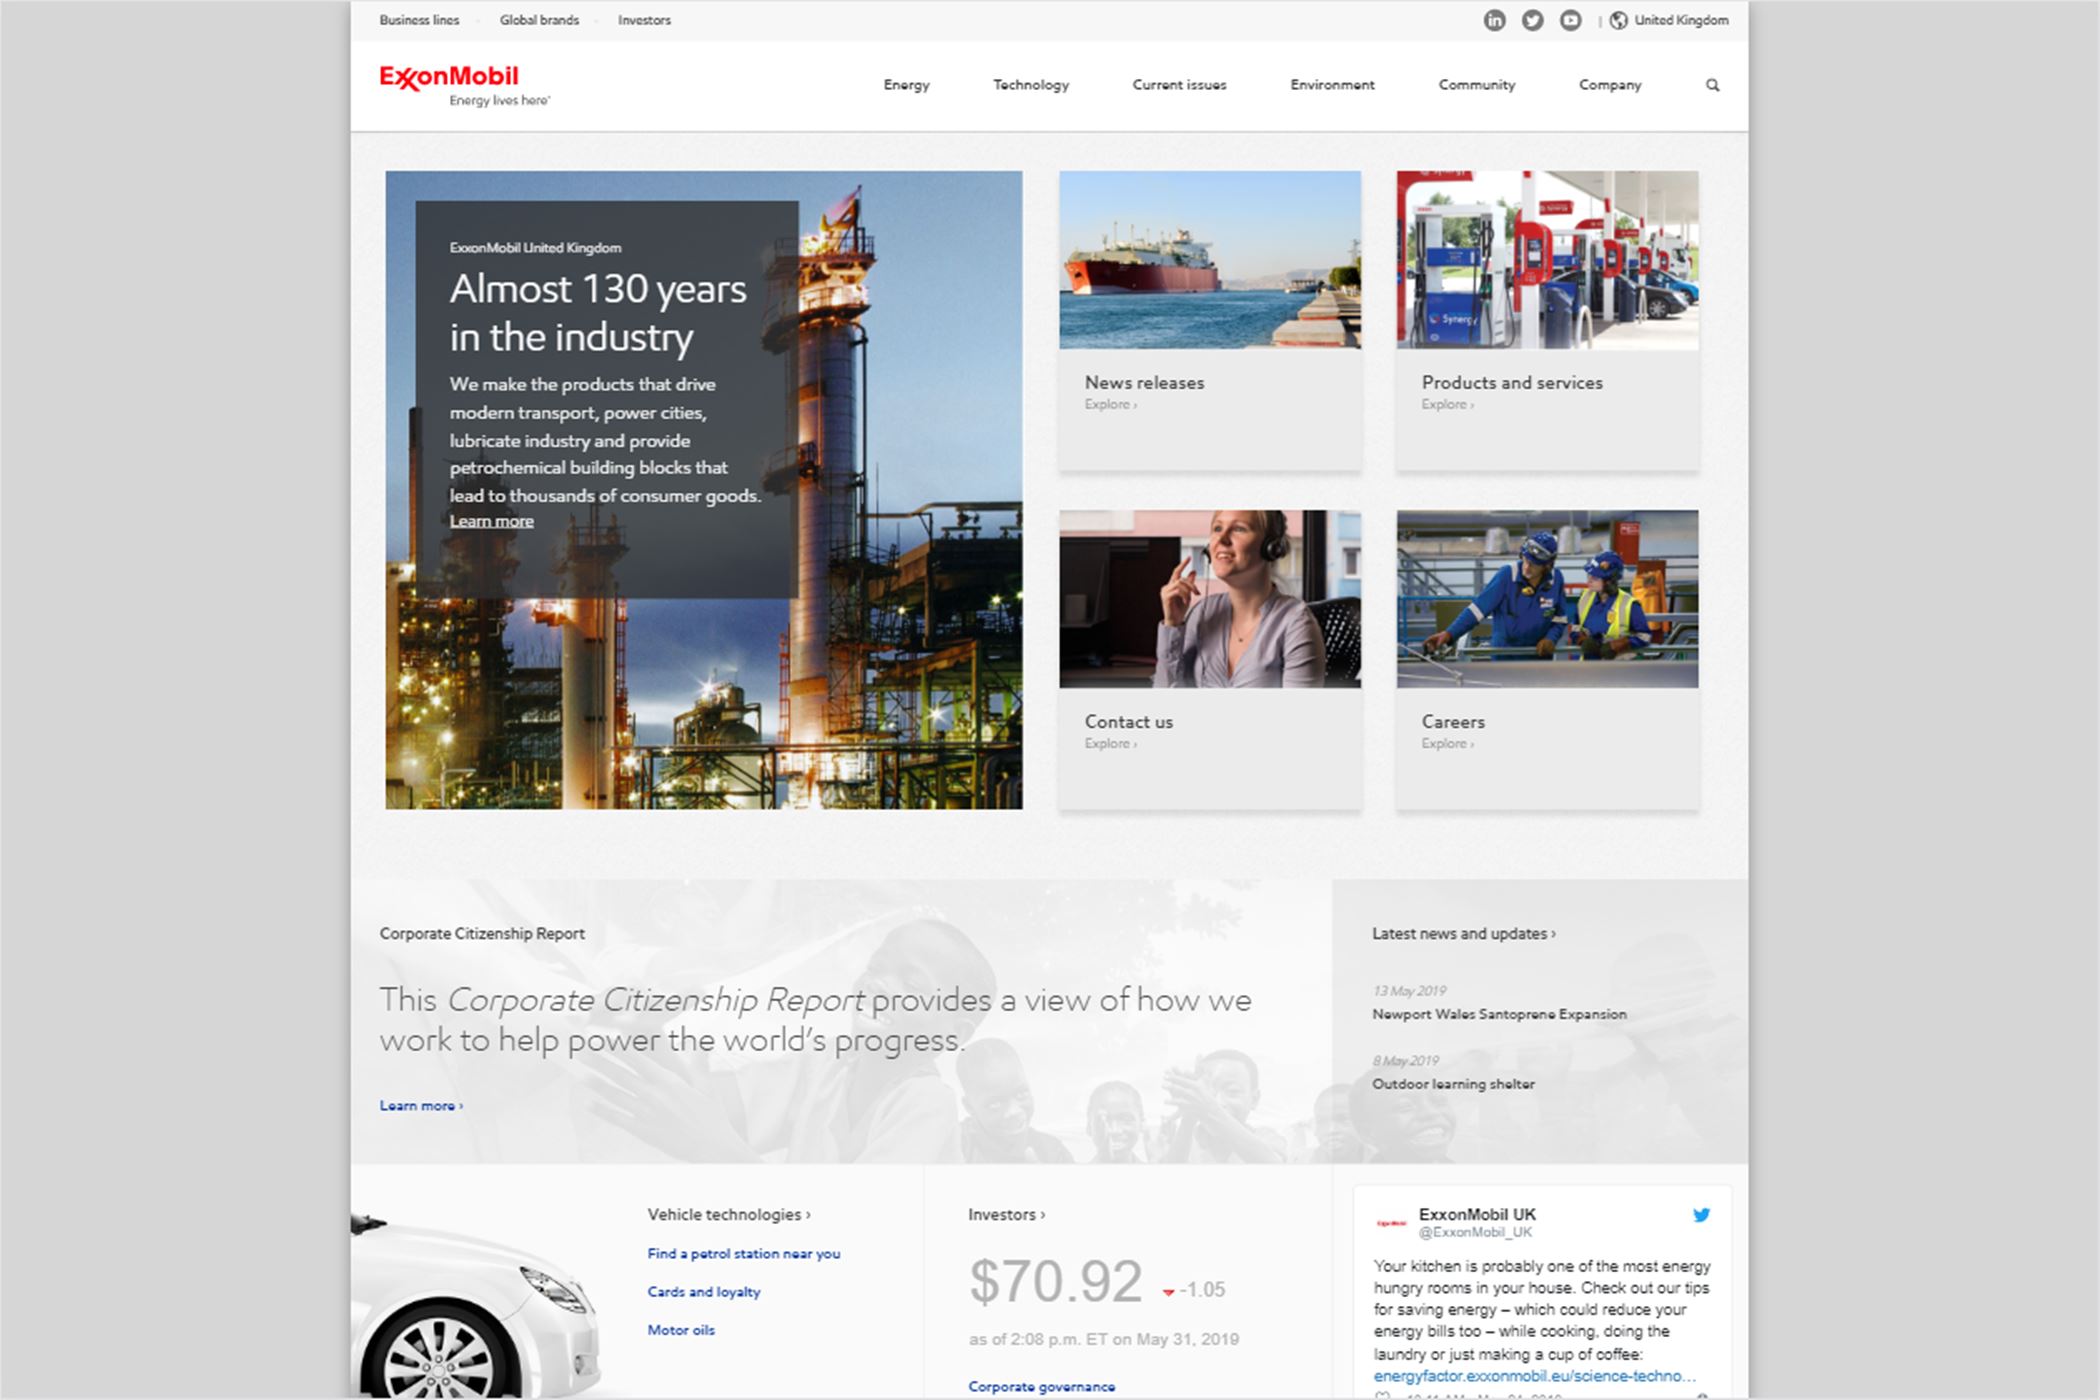 Business lines
Global brands
Investors
United Kingdom
ExxonMobil
Energy lives here
Energy
Technology
Current issues
Environment
Community
Company
ExxonMobil United Kingdom
Almost 130 years
in the industry
We make the products that drive
modern transport, power cities,
lubricate industry and provide
petrochemical building blocks that
lead to thousands of consumer goods.
Learn more
Synergy
News releases
Explore ›
Products and services
Explore ›
Contact us
Explore ›
Careers
Explore ›
Corporate Citizenship Report
This Corporate Citizenship Report provides a view of how we
work to help power the world's progress.
Learn more ›
Latest news and updates ›
13 May 2019
Newport Wales Santoprene Expansion
8 May 2019
Outdoor learning shelter
Vehicle technologies ›
Find a petrol station near you
Cards and loyalty
Motor oils
Investors ›
$70.92 -1.05
as of 2:08 p.m. ET on May 31, 2019
Corporate governance
ExxonMobil UK
@ExxonMobil_UK
Your kitchen is probably one of the most energy
hungry rooms in your house. Check out our tips
for saving energy – which could reduce your
energy bills too – while cooking, doing the
laundry or just making a cup of coffee:
energyfactor.exxonmobil.eu/science-techno…